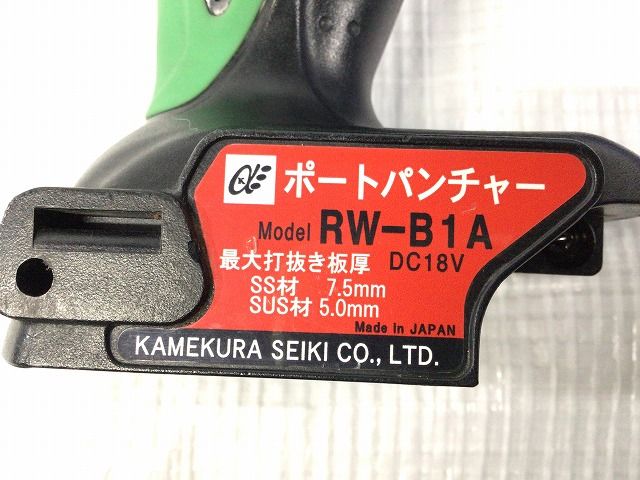 ポートパンチャー
Model RW-B1A
最大打抜き板厚 DC18V
SS材 7.5mm
SUS材 5.0mm
Made in JAPAN
KAMEKURA SEIKI CO., LTD.